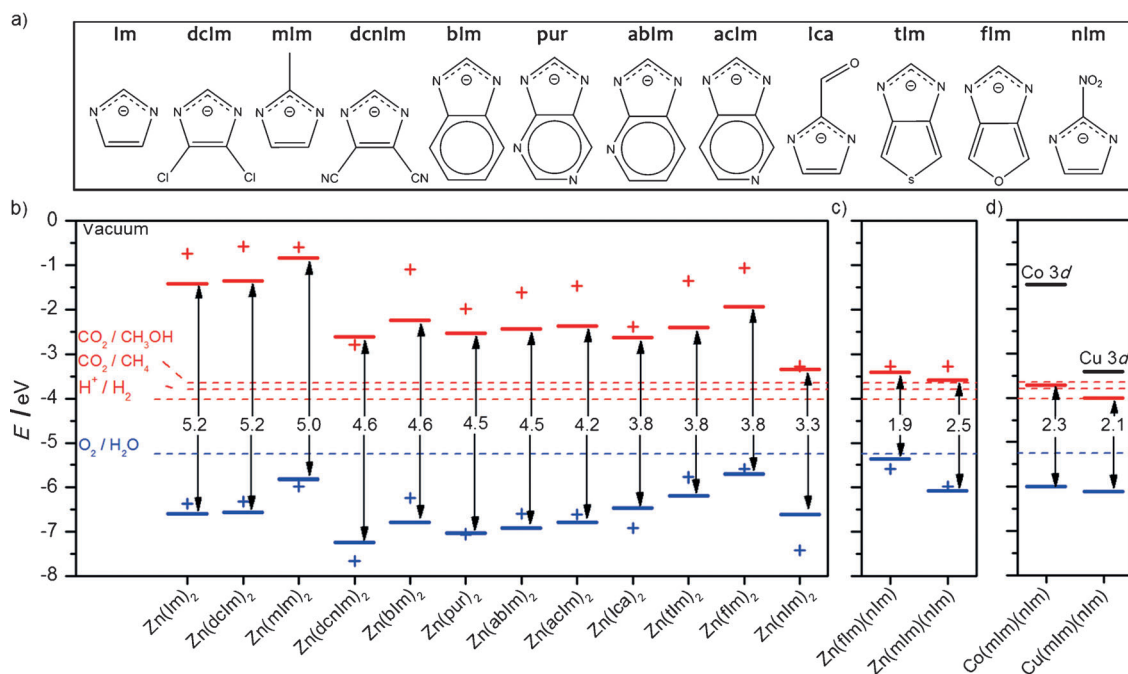 a)
Im dcIm mIm dcnIm bIm pur abIm acIm Ica tIm fIm nIm
N N N N N N N N N N N N N N N N O N N N N NO₂
N N N N
Cl Cl NC CN N N N N S O
b) c) d)
0
Vacuum
-1
Co 3d
-2
CO₂ / CH₃OH
-3
Cu 3d
CO₂ / CH₄
H⁺ / H₂
-4
E / eV
5.2 5.2 5.0 4.6 4.6 4.5 4.5 4.2 3.8 3.8 3.8 3.3 1.9 2.5 2.3 2.1
O₂ / H₂O
-5
-6
-7
-8
Zn(Im)₂ Zn(dcIm)₂ Zn(mIm)₂ Zn(dcnIm)₂ Zn(bIm)₂ Zn(pur)₂ Zn(abIm)₂ Zn(acIm)₂ Zn(Ica)₂ Zn(tIm)₂ Zn(fIm)₂ Zn(nIm)₂ Zn(fIm)(nIm) Zn(mIm)(nIm) Co(mIm)(nIm) Cu(mIm)(nIm)